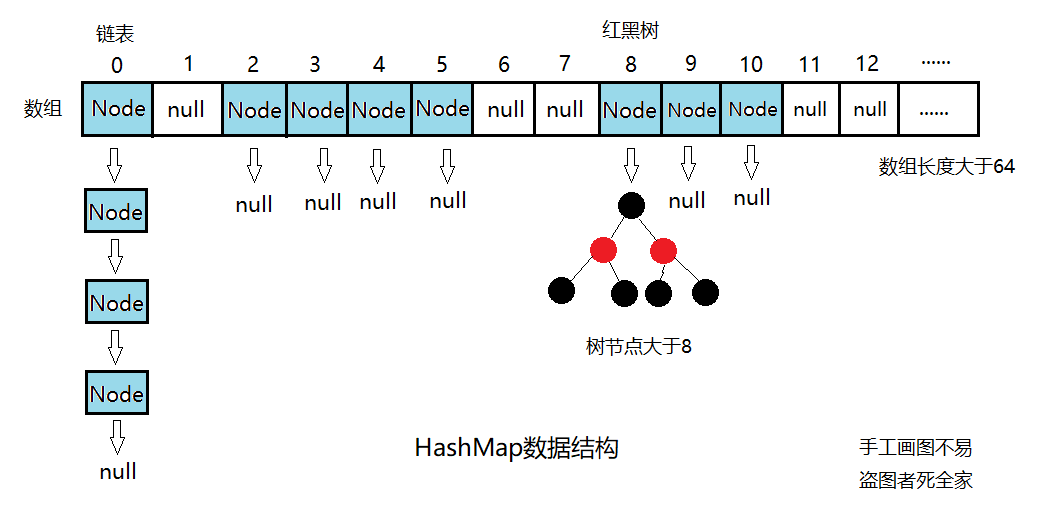 链表 红黑树
0 1 2 3 4 5 6 7 8 9 10 11 12 ......
数组 Node null Node Node Node Node null null Node Node Node null null ......
数组长度大于64
null null null null null null
Node
Node
树节点大于8
Node
HashMap数据结构 手工画图不易
null
盗图者死全家